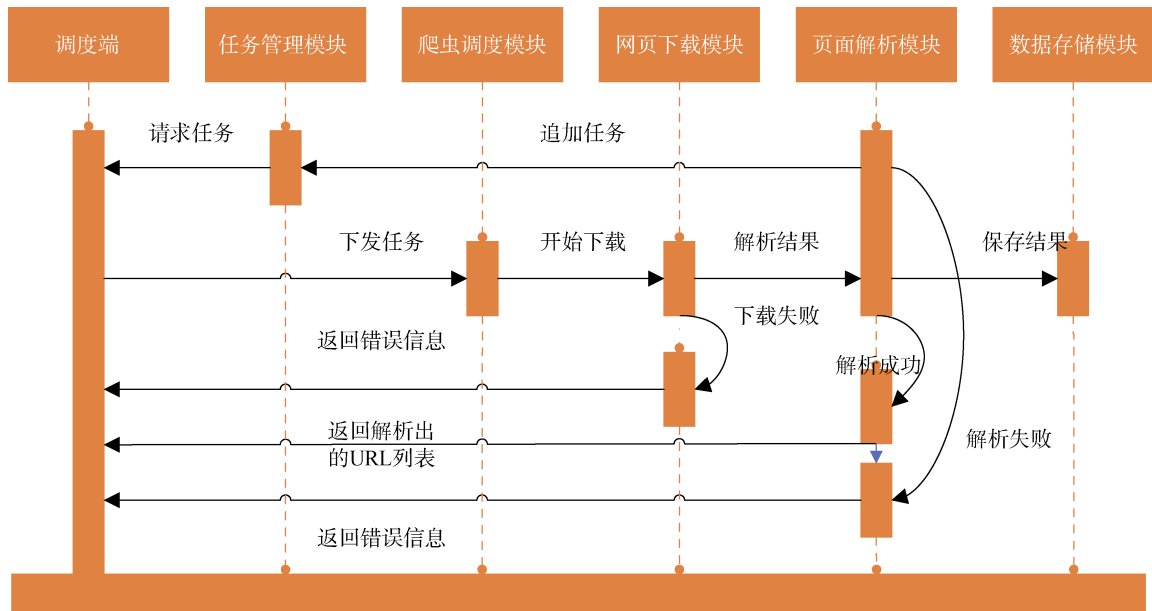 调度端
任务管理模块
爬虫调度模块
网页下载模块
页面解析模块
数据存储模块
请求任务
追加任务
下发任务
开始下载
解析结果
保存结果
下载失败
返回错误信息
解析成功
返回解析出
的URL列表
解析失败
返回错误信息